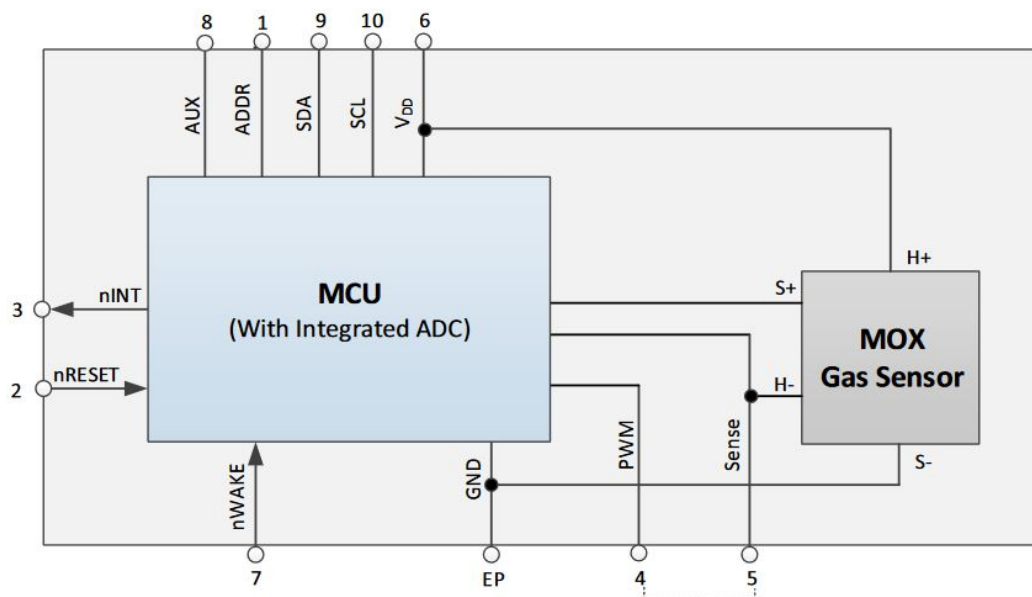 8
1
9
10
6
AUX
ADDR
SDA
SCL
VDD
H+
MCU
(With Integrated ADC)
S+
MOX
Gas Sensor
3
nINT
2
nRESET
H-
S-
nWAKE
GND
PWM
Sense
7
EP
4
5